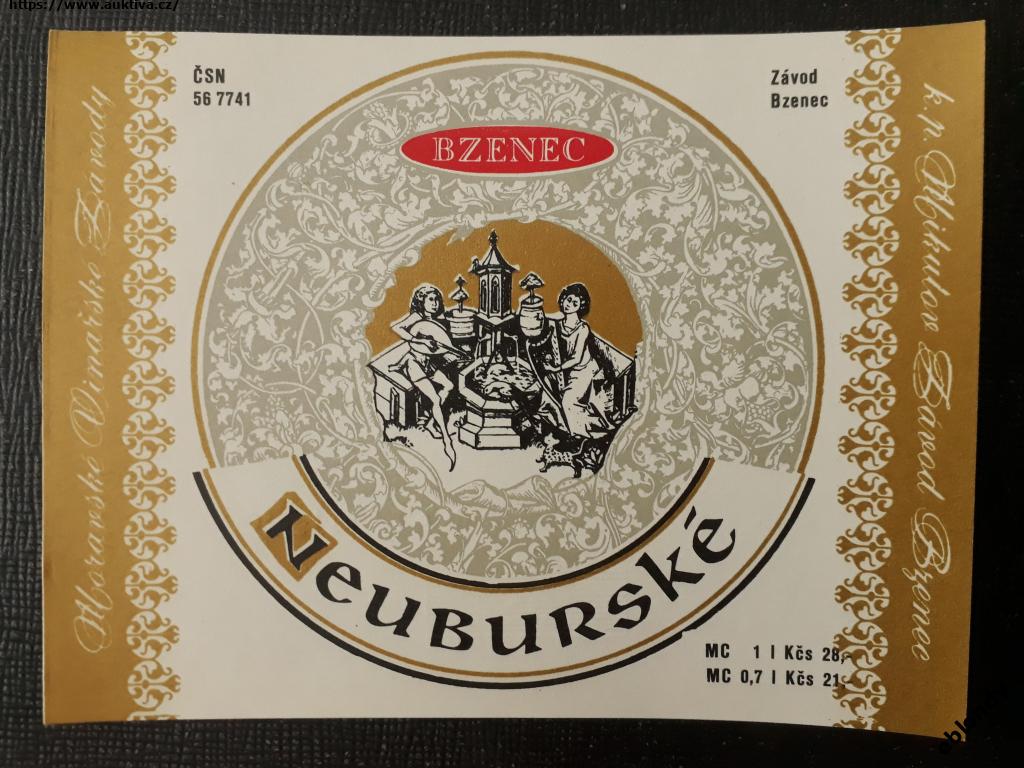 https://www.auktiva.cz/
ČSN
56 7741
Závod
Bzenec
BZENEC
Moravské Vinařské Závody
k.p. Mikulov Závod Bzenec
Neuburské
MC 1 l Kčs 28,-
MC 0,7 l Kčs 21,-